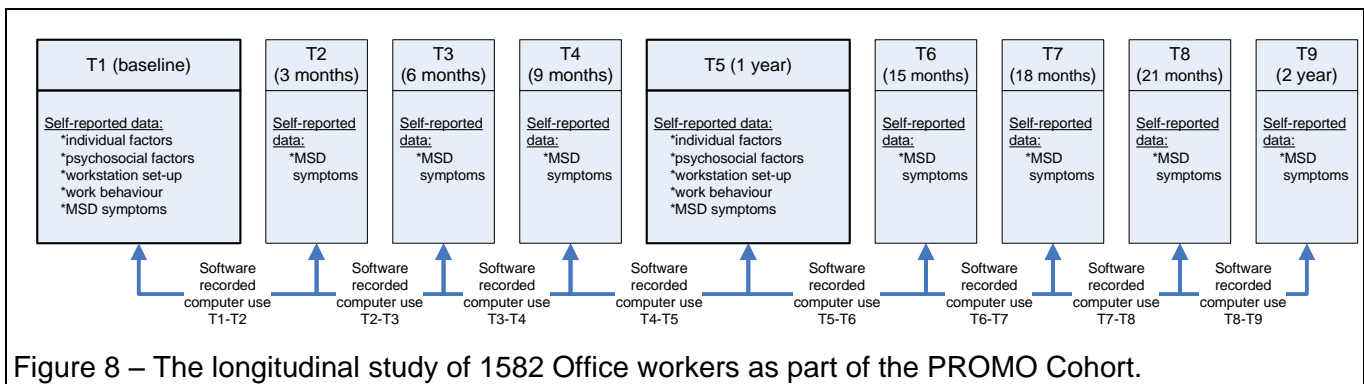 T1 (baseline)
Self-reported data:
*individual factors
*psychosocial factors
*workstation set-up
*work behaviour
*MSD symptoms
T2
(3 months)
Self-reported
data:
*MSD
symptoms
T3
(6 months)
Self-reported
data:
*MSD
symptoms
T4
(9 months)
Self-reported
data:
*MSD
symptoms
T5 (1 year)
Self-reported data:
*individual factors
*psychosocial factors
*workstation set-up
*work behaviour
*MSD symptoms
T6
(15 months)
Self-reported
data:
*MSD
symptoms
T7
(18 months)
Self-reported
data:
*MSD
symptoms
T8
(21 months)
Self-reported
data:
*MSD
symptoms
T9
(2 year)
Self-reported
data:
*MSD
symptoms
Software
recorded
computer use
T1-T2
Software
recorded
computer use
T2-T3
Software
recorded
computer use
T3-T4
Software
recorded
computer use
T4-T5
Software
recorded
computer use
T5-T6
Software
recorded
computer use
T6-T7
Software
recorded
computer use
T7-T8
Software
recorded
computer use
T8-T9
Figure 8 – The longitudinal study of 1582 Office workers as part of the PROMO Cohort.